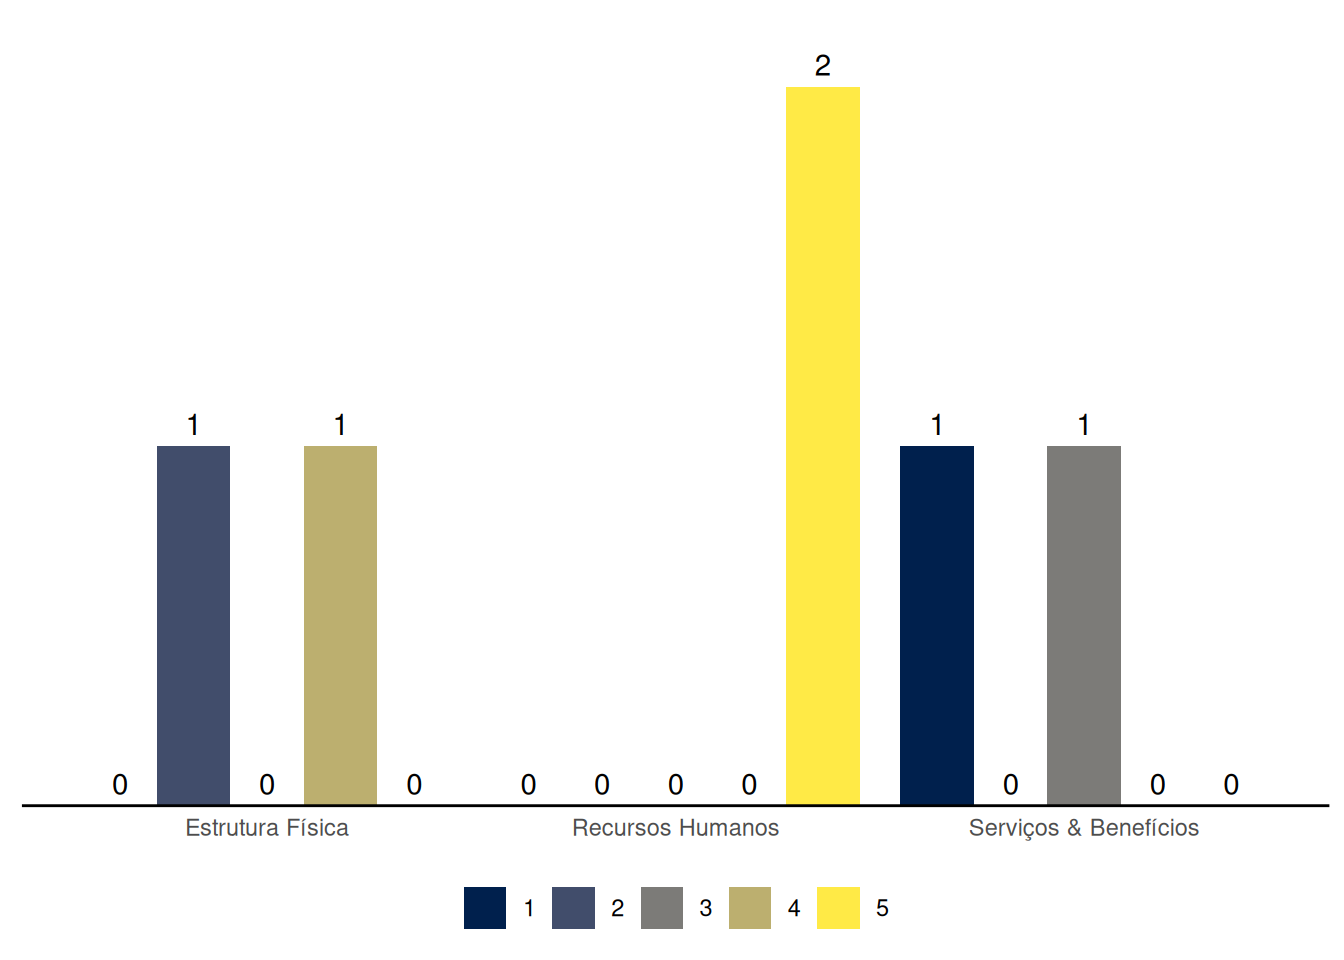 2
1 1 1 1
0 0 0 0 0 0 0 0 0 0
Estrutura Física Recursos Humanos Serviços & Benefícios
1 2 3 4 5